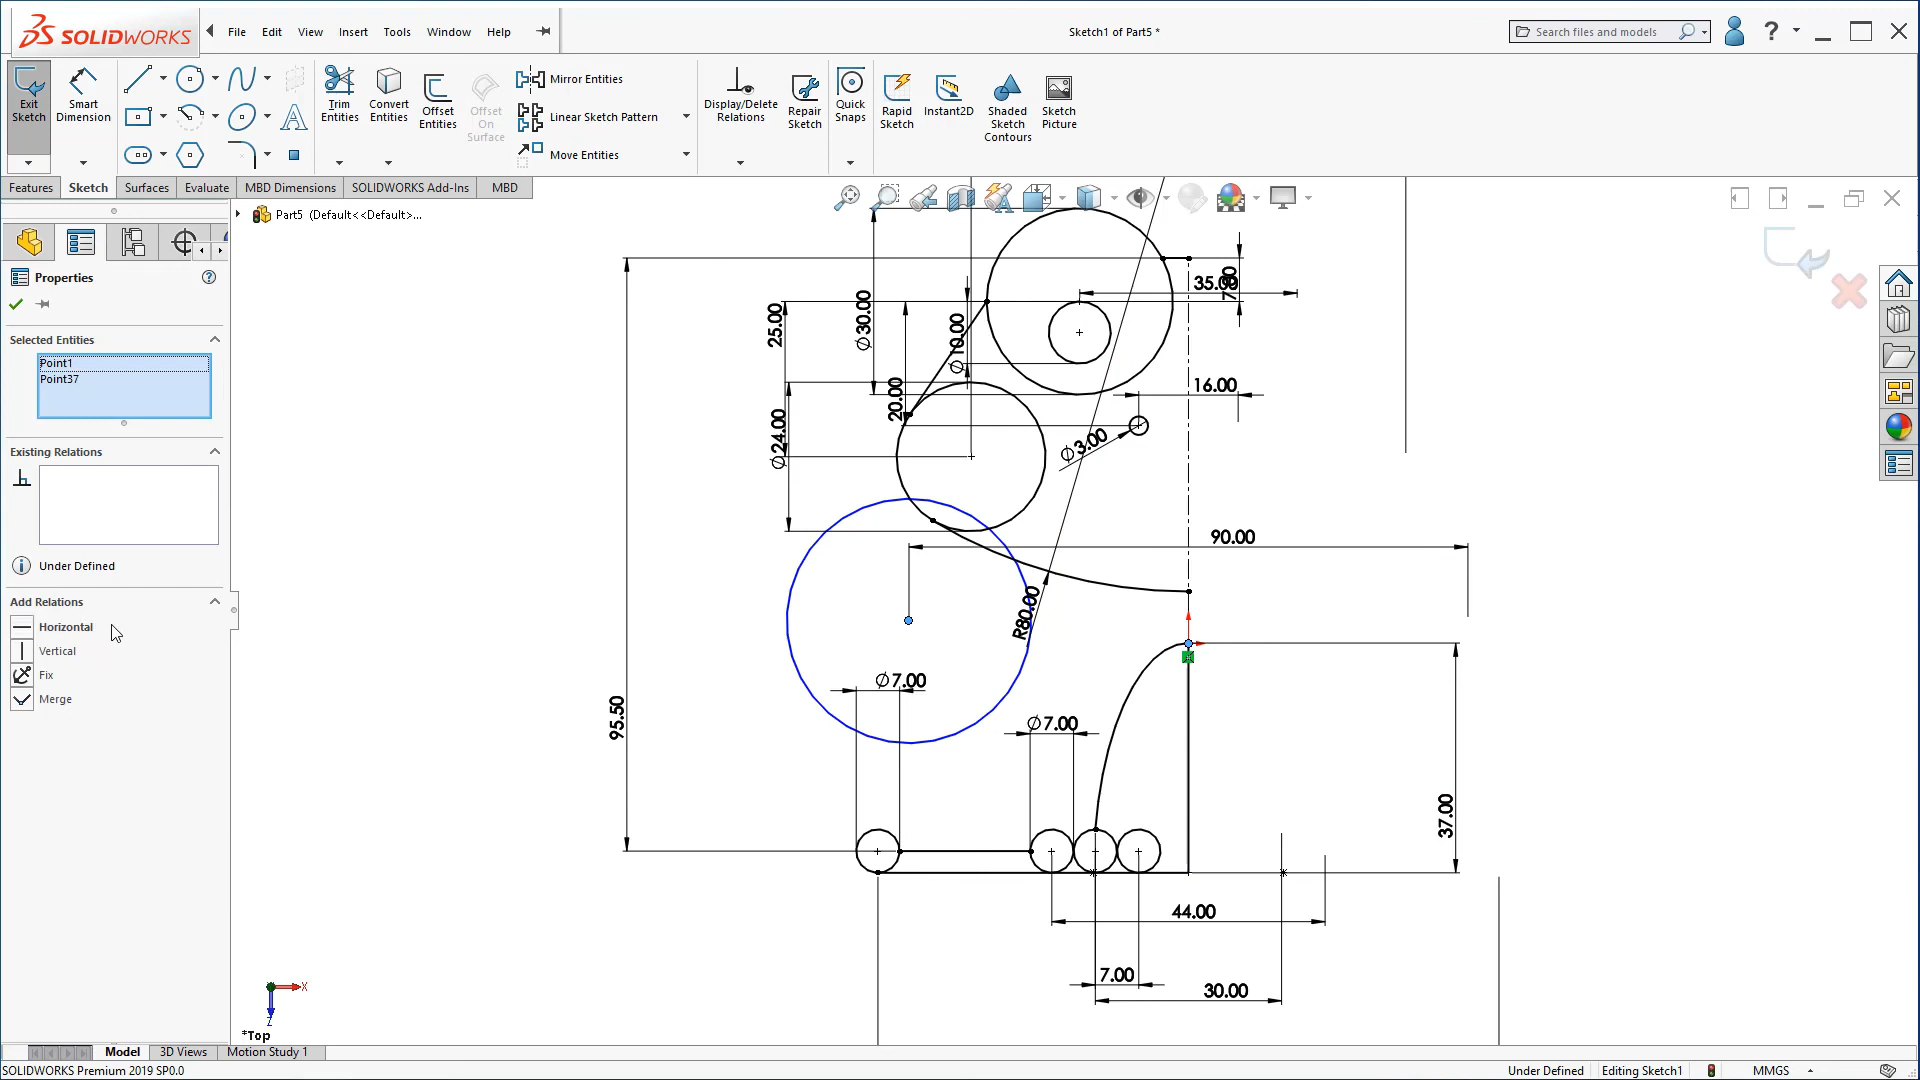 SOLIDWORKS
File Edit View Insert Tools Window Help
Sketch1 of Part5 *
Search files and models
?
Exit Sketch
Smart Dimension
Trim Entities
Convert Entities
Offset Entities
Offset On Surface
Mirror Entities
Linear Sketch Pattern
Move Entities
Display/Delete Relations
Repair Sketch
Quick Snaps
Rapid Sketch
Instant2D
Shaded Sketch Contours
Sketch Picture
Features Sketch Surfaces Evaluate MBD Dimensions SOLIDWORKS Add-Ins MBD
Part5 (Default<<Default>...
Properties
?
Selected Entities
Point1
Point37
Existing Relations
Under Defined
Add Relations
Horizontal
Vertical
Fix
Merge
35.00
7.00
25.00
∅30.00
∅10.00
20.00
16.00
∅24.00
∅3.00
90.00
R80.00
∅7.00
∅7.00
95.50
37.00
44.00
7.00
30.00
X
Z
*Top
Model 3D Views Motion Study 1
SOLIDWORKS Premium 2019 SP0.0
Under Defined Editing Sketch1 MMGS